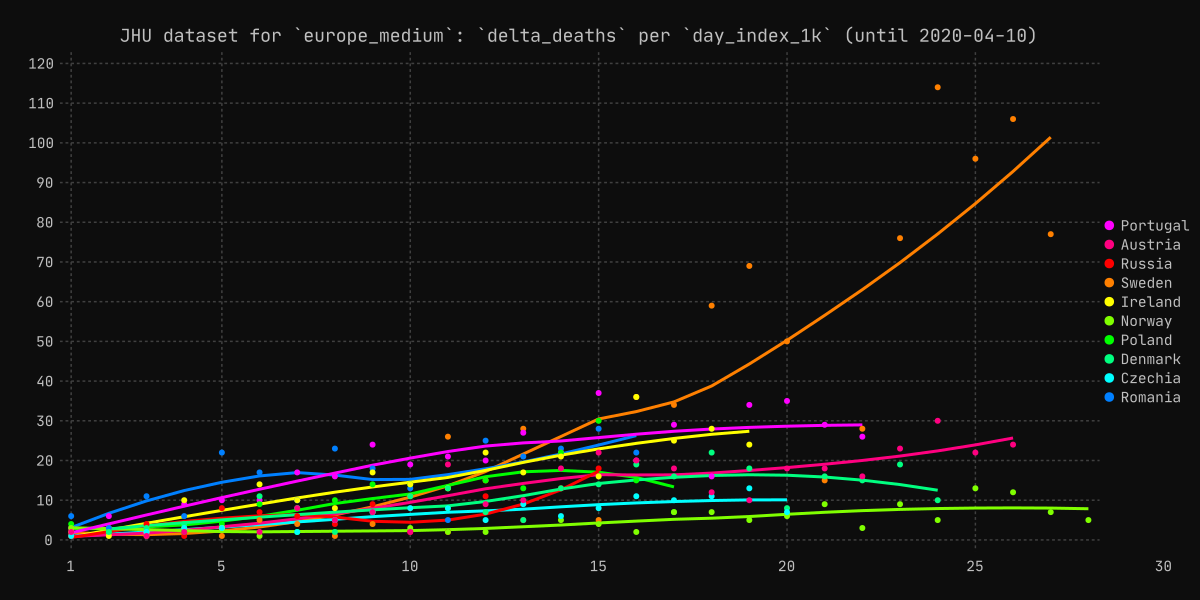 JHU dataset for `europe_medium`: `delta_deaths` per `day_index_1k` (until 2020-04-10)
120
110
100
90
80
70
60
50
40
30
20
10
0
1 5 10 15 20 25 30
Portugal
Austria
Russia
Sweden
Ireland
Norway
Poland
Denmark
Czechia
Romania